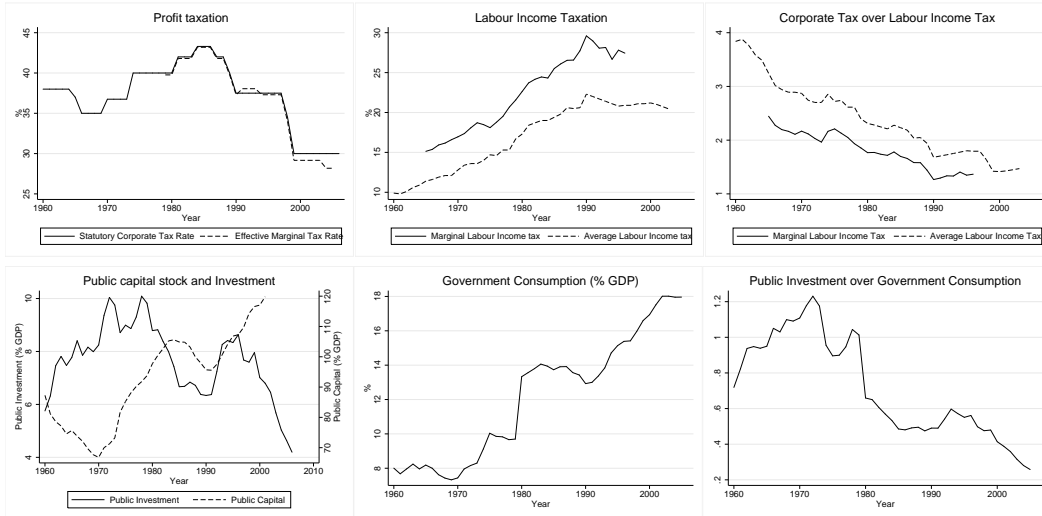 Profit taxation
45
40
35
30
25
%
1960 1970 1980 1990 2000
Year
Statutory Corporate Tax Rate Effective Marginal Tax Rate
Labour Income Taxation
30
25
20
15
10
%
1960 1970 1980 1990 2000
Year
Marginal Labour Income tax Average Labour Income tax
Corporate Tax over Labour Income Tax
4
3
2
1
1960 1970 1980 1990 2000
Year
Marginal Labour Income Tax Average Labour Income Tax
Public capital stock and Investment
10
8
6
4
Public Investment (% GDP)
120
110
100
90
80
70
Public Capital (% GDP)
1960 1970 1980 1990 2000 2010
Year
Public Investment Public Capital
Government Consumption (% GDP)
18
16
14
12
10
8
%
1960 1970 1980 1990 2000
Year
Public Investment over Government Consumption
1.2
1
.8
.6
.4
.2
1960 1970 1980 1990 2000
Year